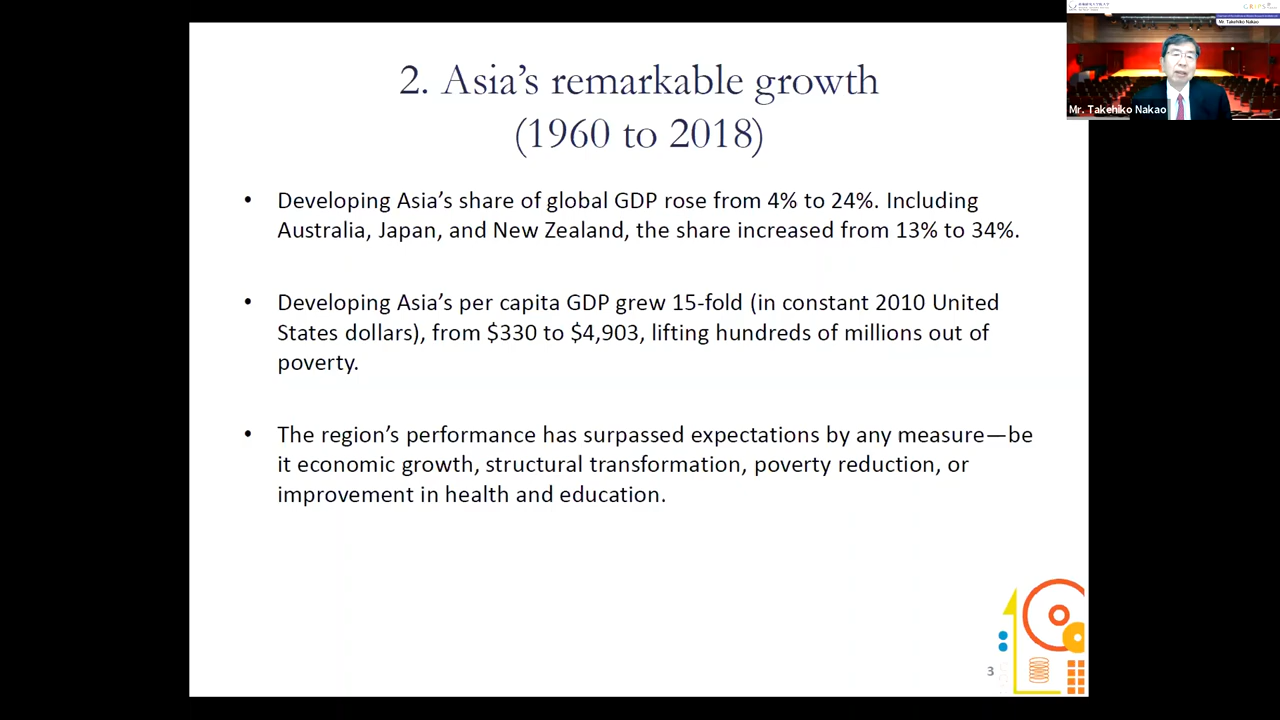 2. Asia’s remarkable growth
(1960 to 2018)
• Developing Asia’s share of global GDP rose from 4% to 24%. Including
Australia, Japan, and New Zealand, the share increased from 13% to 34%.
• Developing Asia’s per capita GDP grew 15-fold (in constant 2010 United
States dollars), from $330 to $4,903, lifting hundreds of millions out of
poverty.
• The region’s performance has surpassed expectations by any measure—be
it economic growth, structural transformation, poverty reduction, or
improvement in health and education.
3
GRIPS
Mr. Takehiko Nakao
Mr. Takehiko Nakao